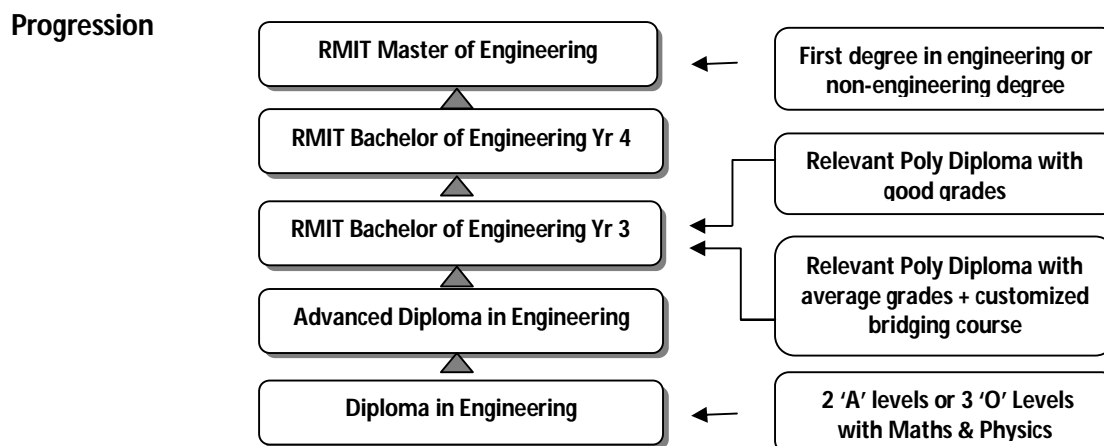 Progression
RMIT Master of Engineering
First degree in engineering or
non-engineering degree
RMIT Bachelor of Engineering Yr 4
Relevant Poly Diploma with
good grades
RMIT Bachelor of Engineering Yr 3
Relevant Poly Diploma with
average grades + customized
bridging course
Advanced Diploma in Engineering
Diploma in Engineering
2 ‘A’ levels or 3 ‘O’ Levels
with Maths & Physics